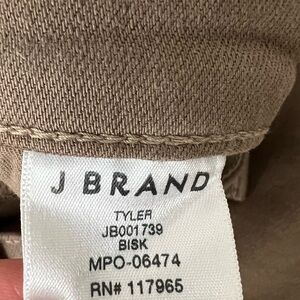 J BRAND
TYLER
JB001739
BISK
MPO-06474
RN# 117965